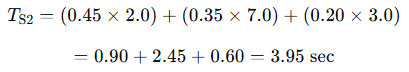 T_S2 = (0.45 × 2.0) + (0.35 × 7.0) + (0.20 × 3.0)
= 0.90 + 2.45 + 0.60 = 3.95 sec